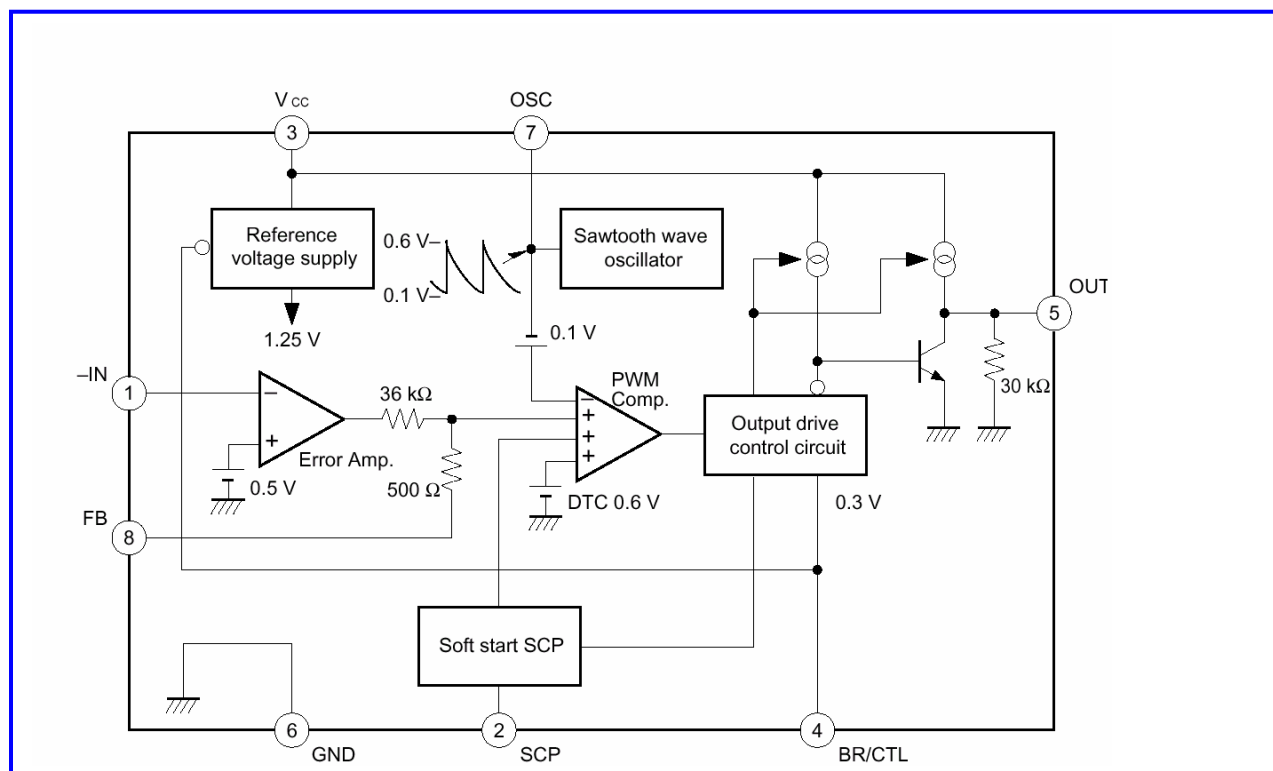 Vcc
OSC
3
7
Reference
voltage supply
0.6 V–
Sawtooth wave
oscillator
0.1 V–
OUT
5
1.25 V
0.1 V
–IN
1
36 kΩ
PWM
Comp.
30 kΩ
–
+
–
+
+
+
Output drive
control circuit
Error Amp.
0.5 V
500 Ω
DTC 0.6 V
0.3 V
FB
8
Soft start SCP
6
2
4
GND
SCP
BR/CTL